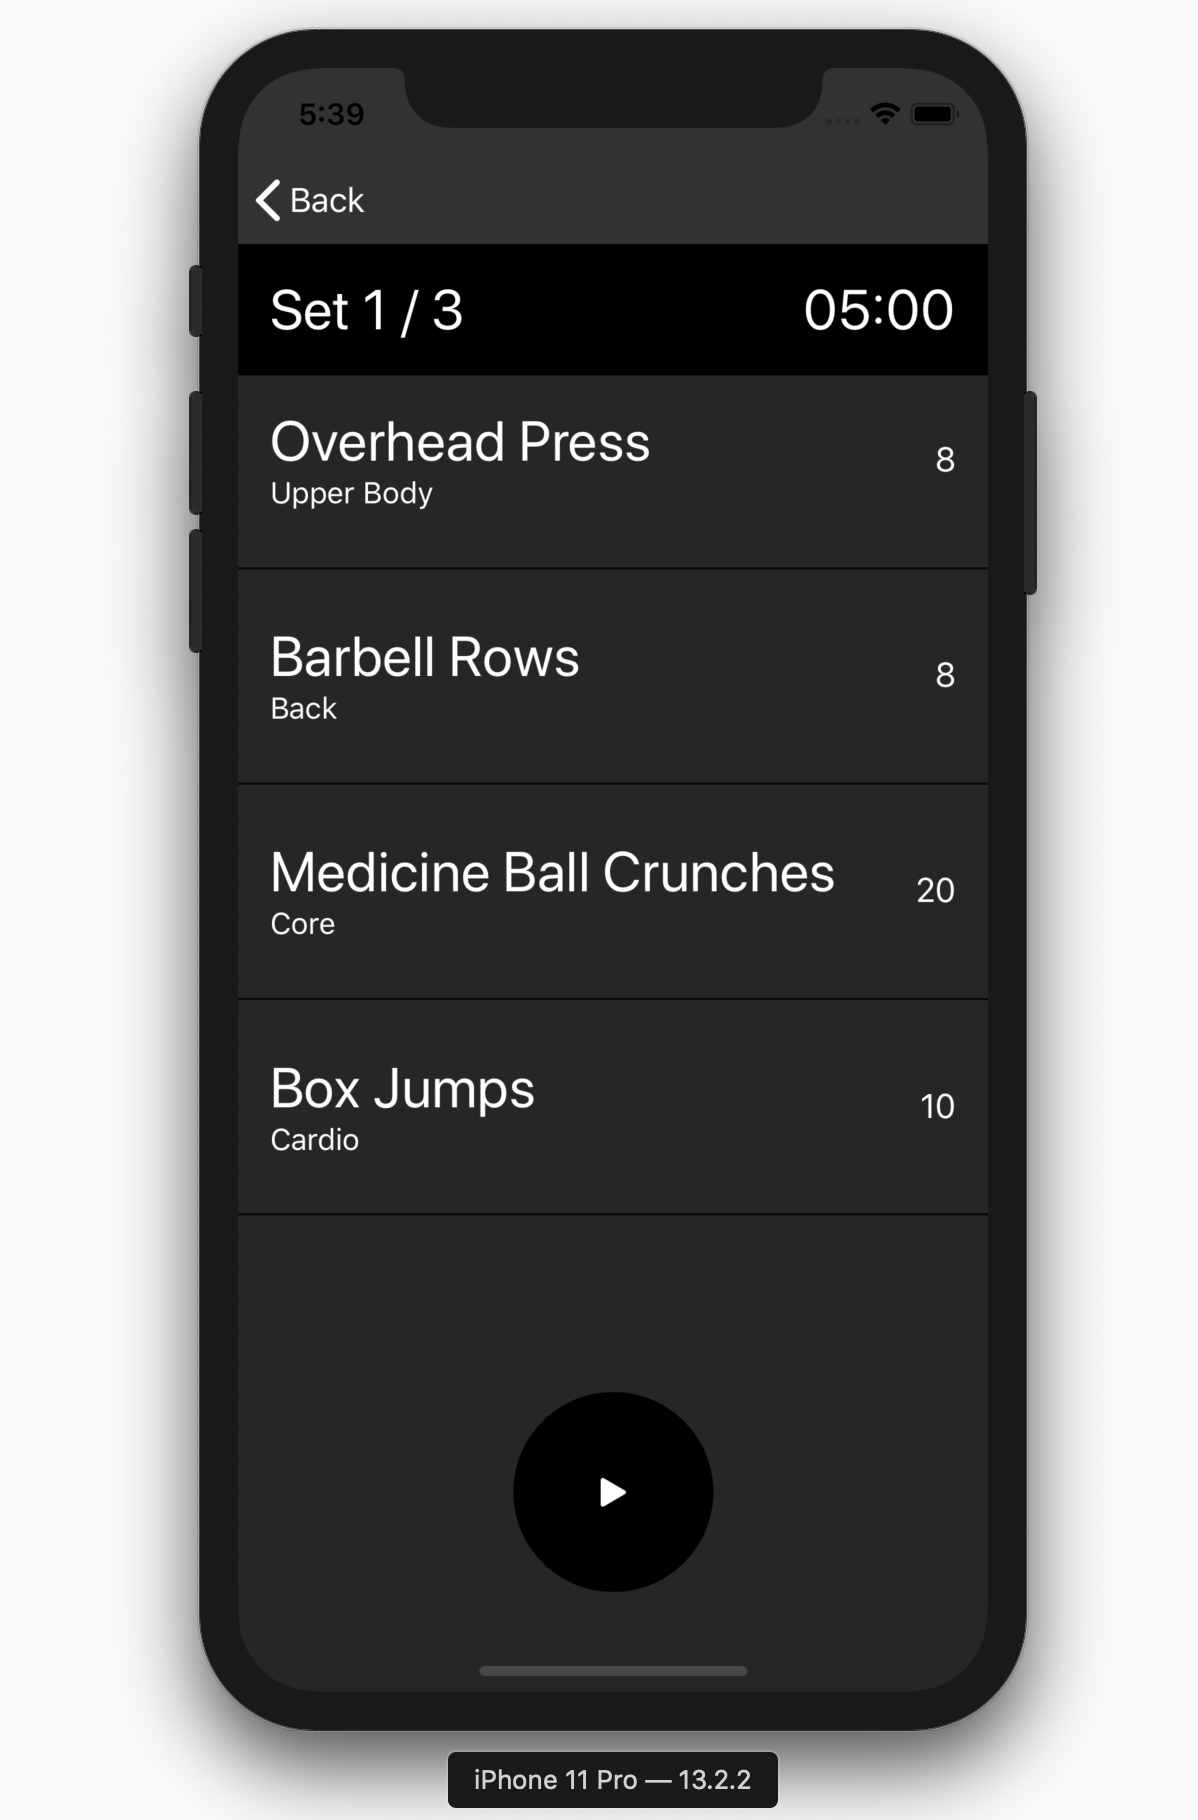 5:39
Back
Set 1 / 3 05:00
Overhead Press 8
Upper Body
Barbell Rows 8
Back
Medicine Ball Crunches 20
Core
Box Jumps 10
Cardio
iPhone 11 Pro — 13.2.2